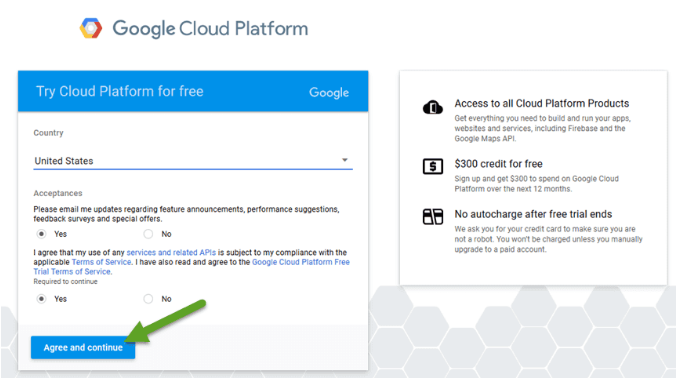 Google Cloud Platform
Try Cloud Platform for free
Google
Country
United States
Acceptances
Please email me updates regarding feature announcements, performance suggestions,
feedback surveys and special offers.
Yes
No
I agree that my use of any services and related APIs is subject to my compliance with the
applicable Terms of Service. I have also read and agree to the Google Cloud Platform Free
Trial Terms of Service.
Required to continue
Yes
No
Agree and continue
Access to all Cloud Platform Products
Get everything you need to build and run your apps,
websites and services, including Firebase and the
Google Maps API.
$300 credit for free
Sign up and get $300 to spend on Google Cloud
Platform over the next 12 months.
No autocharge after free trial ends
We ask you for your credit card to make sure you are
not a robot. You won't be charged unless you manually
upgrade to a paid account.